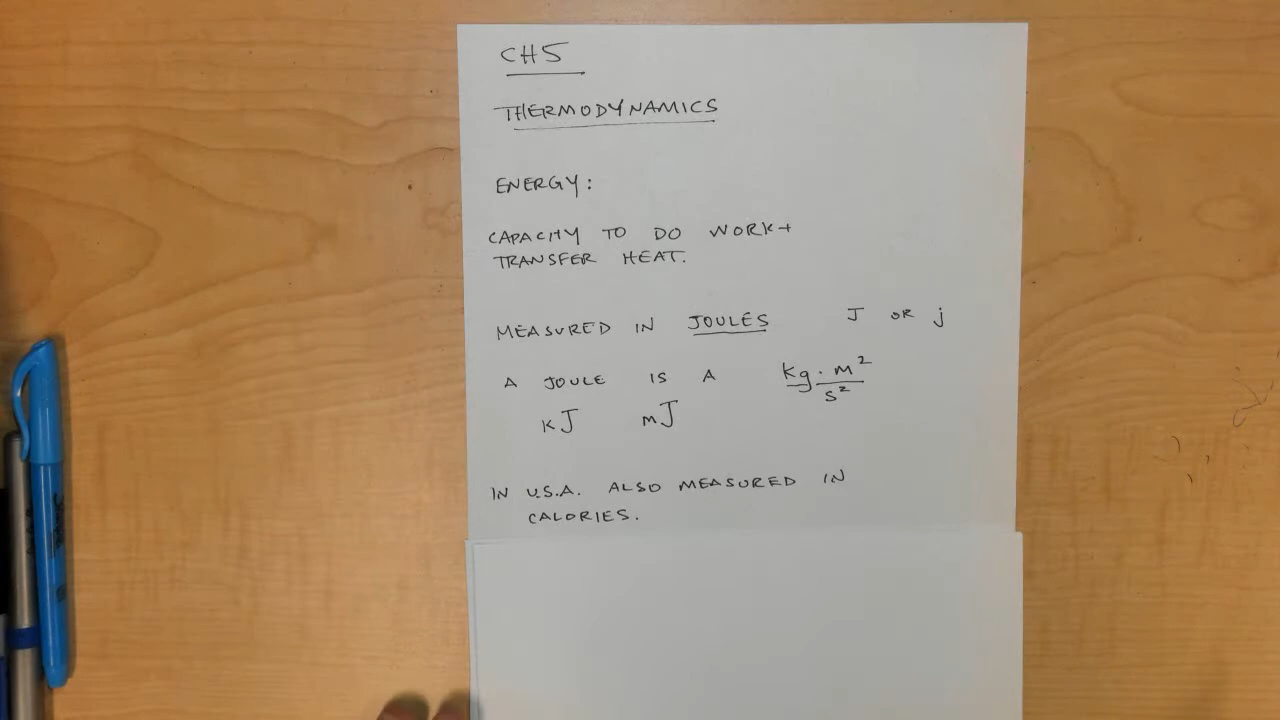 CH5
THERMODYNAMICS
ENERGY:
CAPACITY TO DO WORK +
TRANSFER HEAT.
MEASURED IN JOULES J OR j
A JOULE IS A kg·m²/s²
kJ mJ
IN U.S.A. ALSO MEASURED IN
CALORIES.